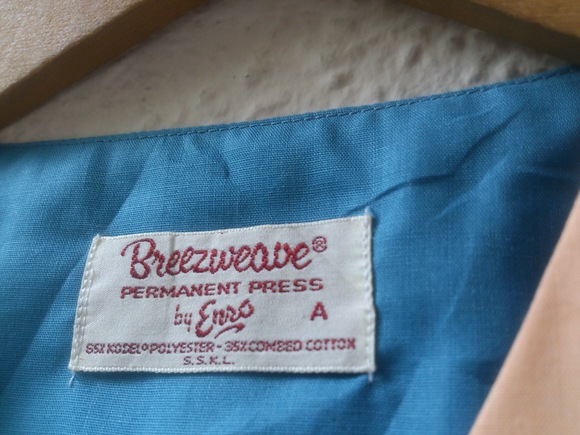 Breezweave®
PERMANENT PRESS
by Enro A
65% KODEL® POLYESTER - 35% COMBED COTTON
S.S.K.L.